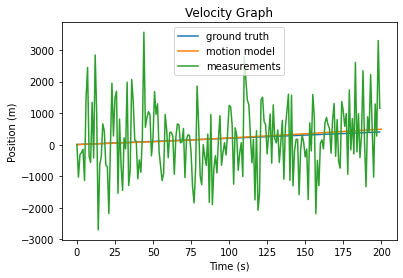 Velocity Graph
ground truth
motion model
measurements
Position (m)
3000
2000
1000
0
−1000
−2000
−3000
0 25 50 75 100 125 150 175 200
Time (s)